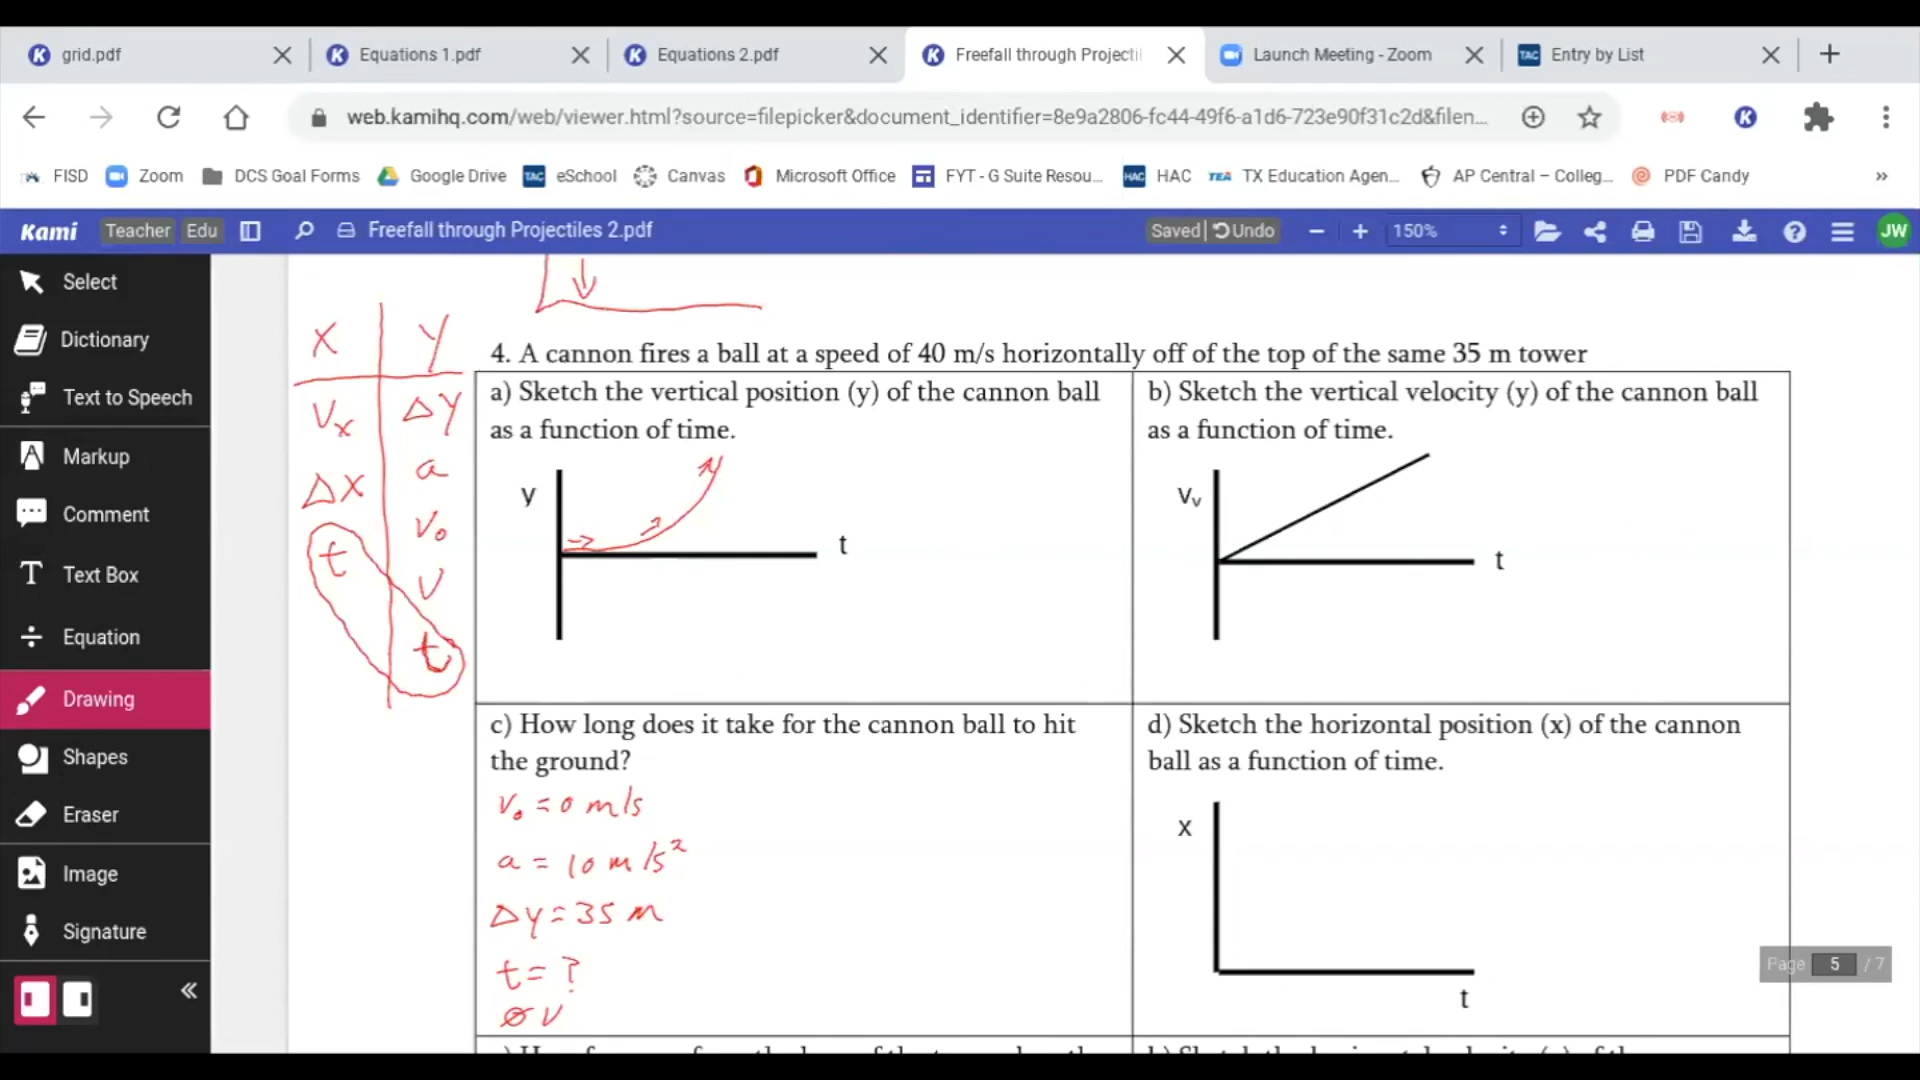 grid.pdf
Equations 1.pdf
Equations 2.pdf
Freefall through Projectil
Launch Meeting - Zoom
TAC Entry by List
web.kamihq.com/web/viewer.html?source=filepicker&document_identifier=8e9a2806-fc44-49f6-a1d6-723e90f31c2d&filen...
FISD Zoom DCS Goal Forms Google Drive TAC eSchool Canvas Microsoft Office FYT - G Suite Resou... HAC HAC TEA TX Education Agen... AP Central – Colleg... PDF Candy »
Kami Teacher Edu Freefall through Projectiles 2.pdf Saved | Undo 150% JW
Select
Dictionary
Text to Speech
Markup
Comment
Text Box
Equation
Drawing
Shapes
Eraser
Image
Signature
x y
Vx Δy
Δx a
V₀
t V
t
4. A cannon fires a ball at a speed of 40 m/s horizontally off of the top of the same 35 m tower
a) Sketch the vertical position (y) of the cannon ball
as a function of time.
y
t
b) Sketch the vertical velocity (y) of the cannon ball
as a function of time.
Vᵥ
t
c) How long does it take for the cannon ball to hit
the ground?
V₀ = 0 m/s
a = 10 m/s²
Δy = 35 m
t = ?
∅ V
d) Sketch the horizontal position (x) of the cannon
ball as a function of time.
x
t
Page 5 / 7